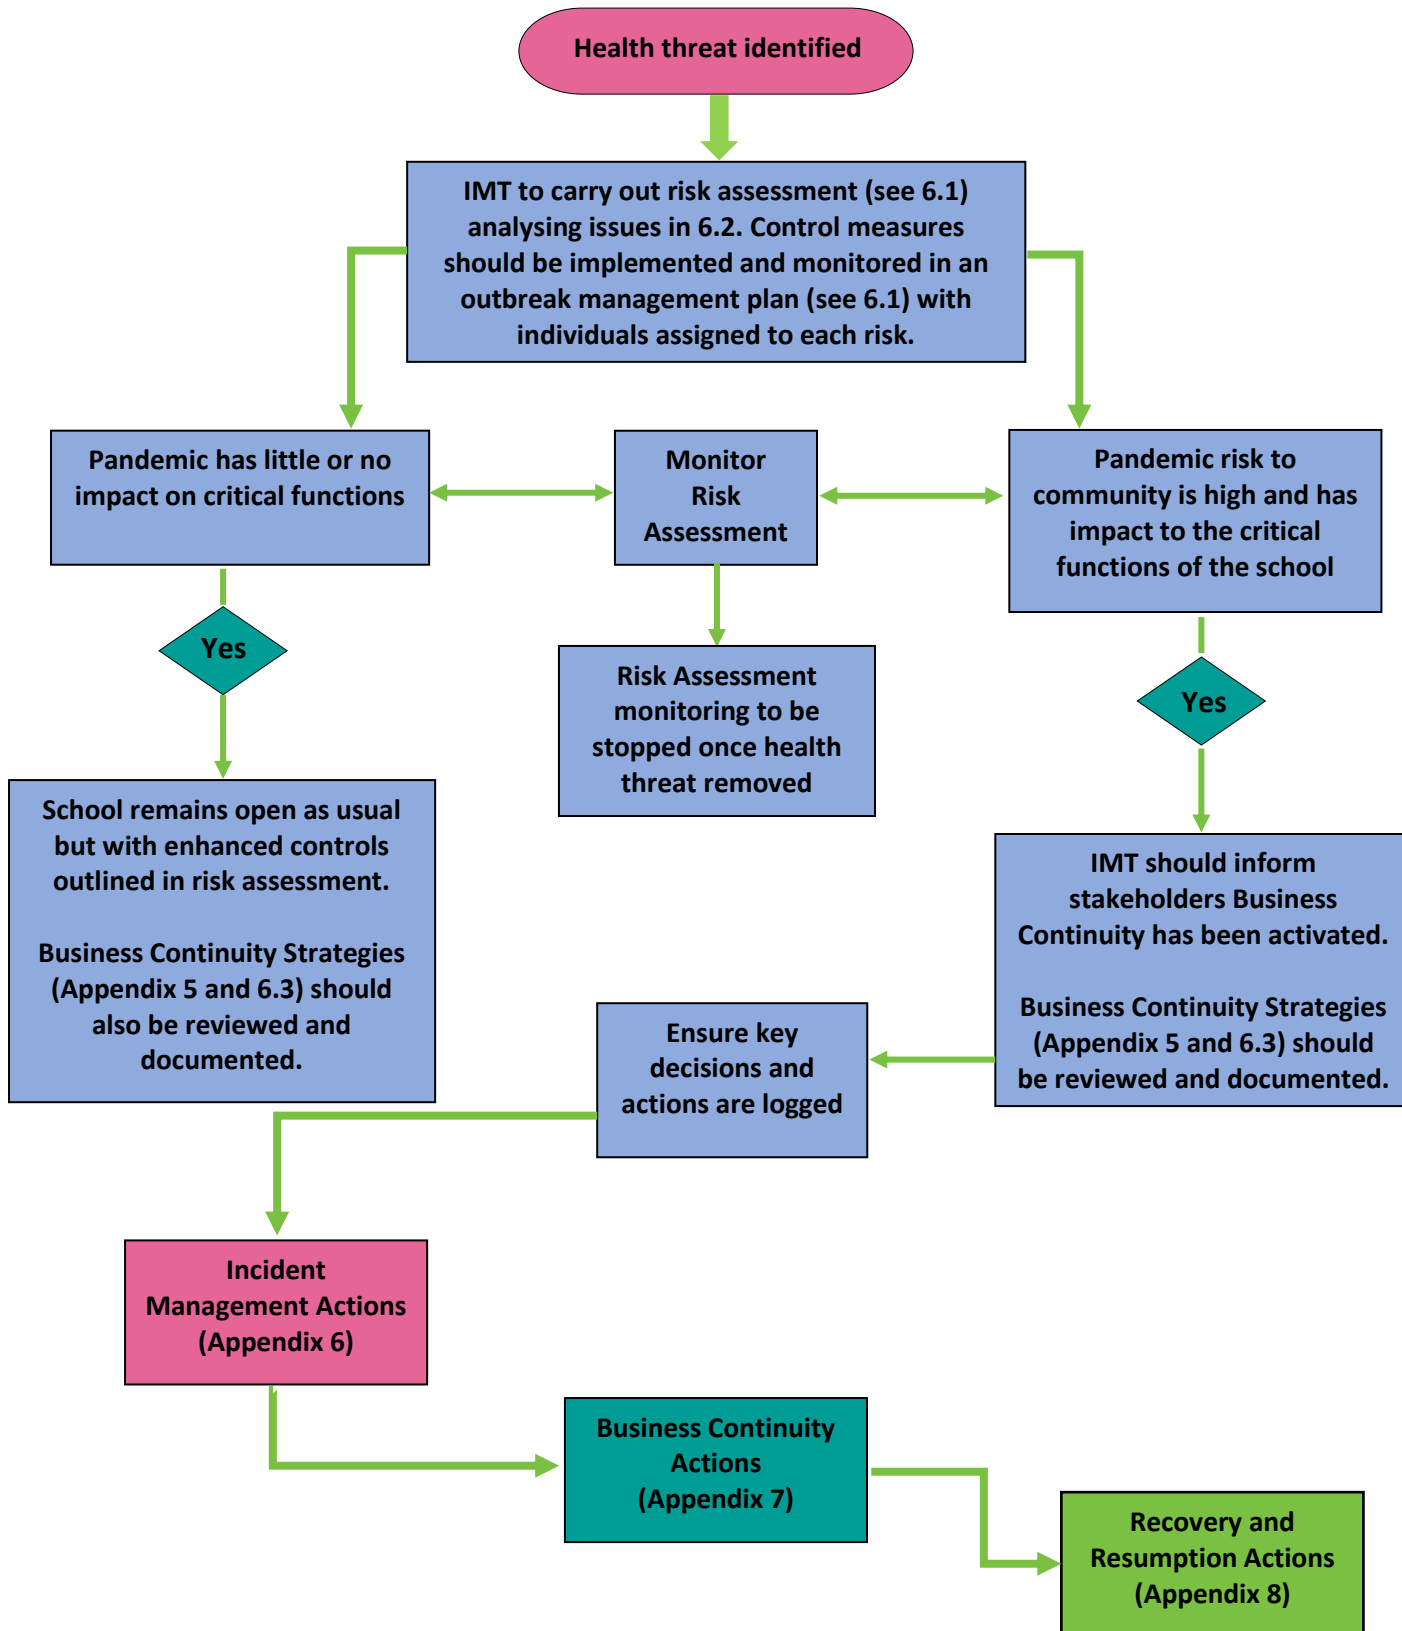 Health threat identified
IMT to carry out risk assessment (see 6.1)
analysing issues in 6.2. Control measures
should be implemented and monitored in an
outbreak management plan (see 6.1) with
individuals assigned to each risk.
Pandemic has little or no
impact on critical functions
Monitor
Risk
Assessment
Pandemic risk to
community is high and has
impact to the critical
functions of the school
Yes
Risk Assessment
monitoring to be
stopped once health
threat removed
Yes
School remains open as usual
but with enhanced controls
outlined in risk assessment.
Business Continuity Strategies
(Appendix 5 and 6.3) should
also be reviewed and
documented.
IMT should inform
stakeholders Business
Continuity has been activated.
Business Continuity Strategies
(Appendix 5 and 6.3) should
be reviewed and documented.
Ensure key
decisions and
actions are logged
Incident
Management Actions
(Appendix 6)
Business Continuity
Actions
(Appendix 7)
Recovery and
Resumption Actions
(Appendix 8)